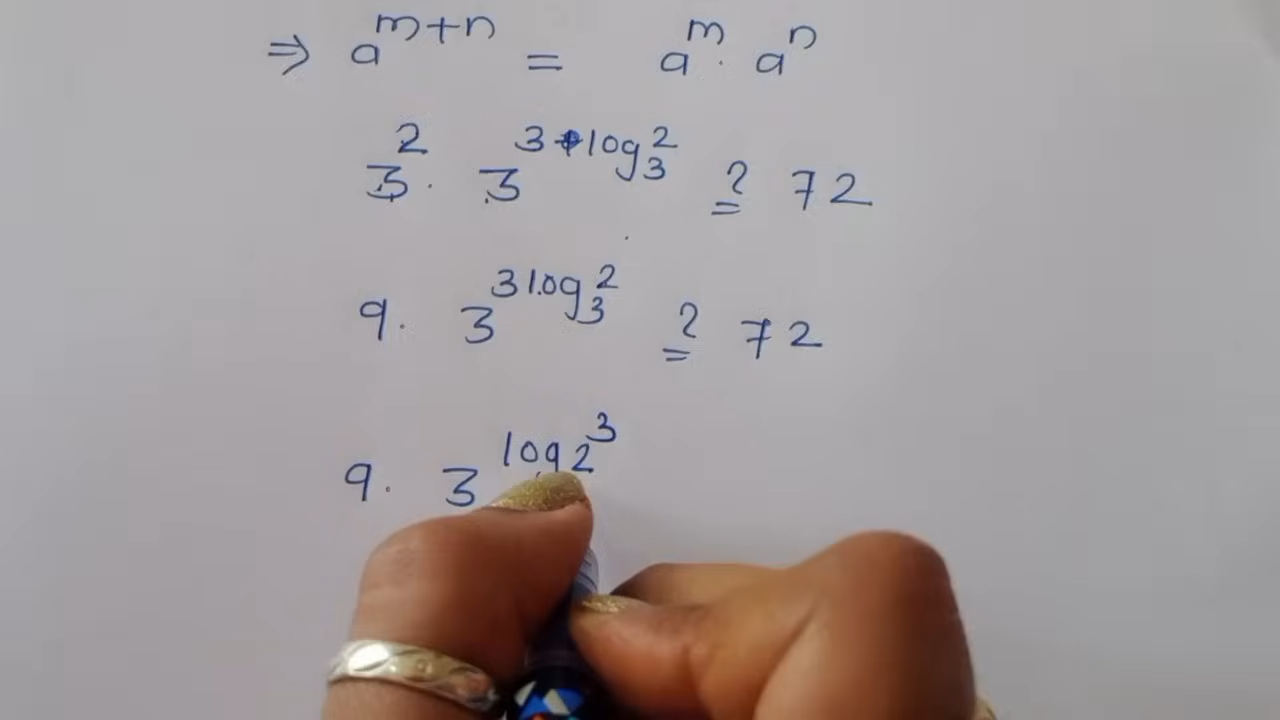 ⇒ a^{m+n} = a^m · a^n
3^2 · 3^{3 log_3 2} ≟ 72
9 · 3^{3 log_3 2} ≟ 72
9 · 3^{log 2^3}